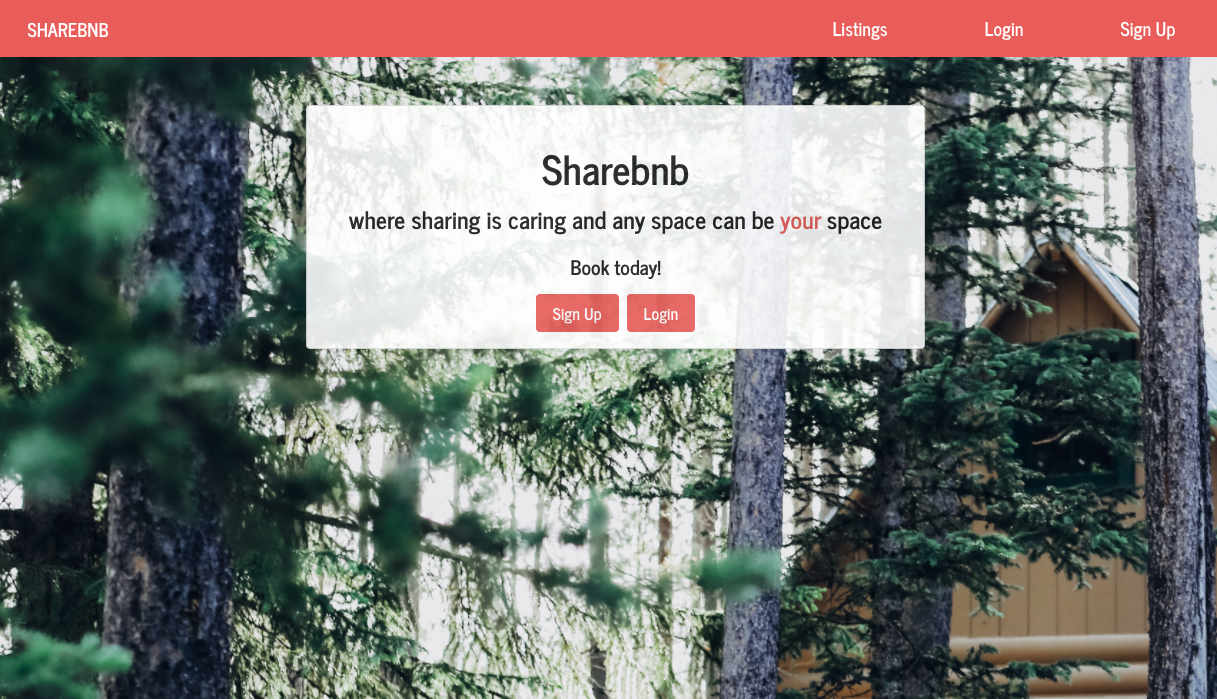 SHAREBNB
Listings
Login
Sign Up
Sharebnb
where sharing is caring and any space can be your space
Book today!
Sign Up
Login